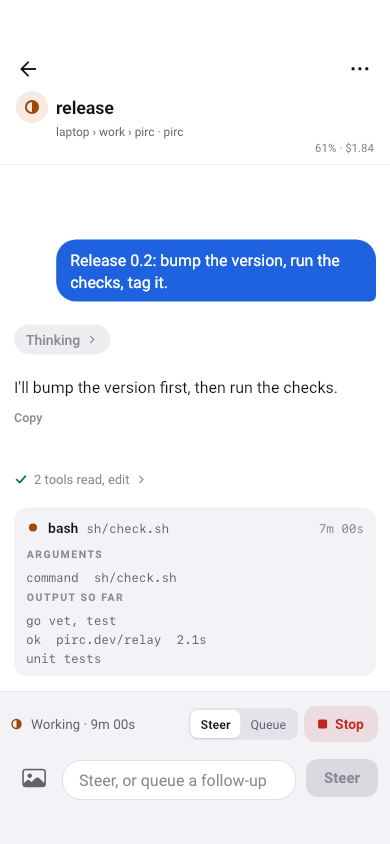 release
laptop › work › pirc · pirc
61% · $1.84
Release 0.2: bump the version, run the
checks, tag it.
Thinking
I'll bump the version first, then run the checks.
Copy
2 tools read, edit
bash sh/check.sh 7m 00s
ARGUMENTS
command sh/check.sh
OUTPUT SO FAR
go vet, test
ok pirc.dev/relay 2.1s
unit tests
Working · 9m 00s Steer Queue Stop
Steer, or queue a follow-up Steer